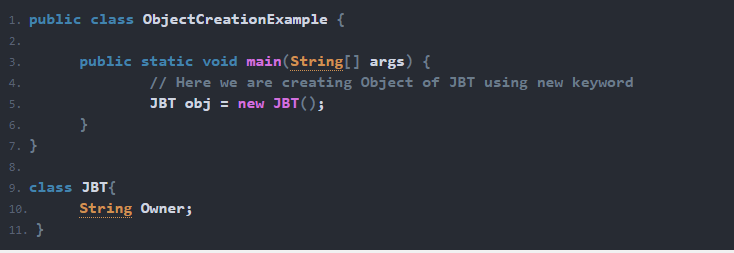 1. public class ObjectCreationExample {
2.
3. public static void main(String[] args) {
4. // Here we are creating Object of JBT using new keyword
5. JBT obj = new JBT();
6. }
7. }
8.
9. class JBT{
10. String Owner;
11. }